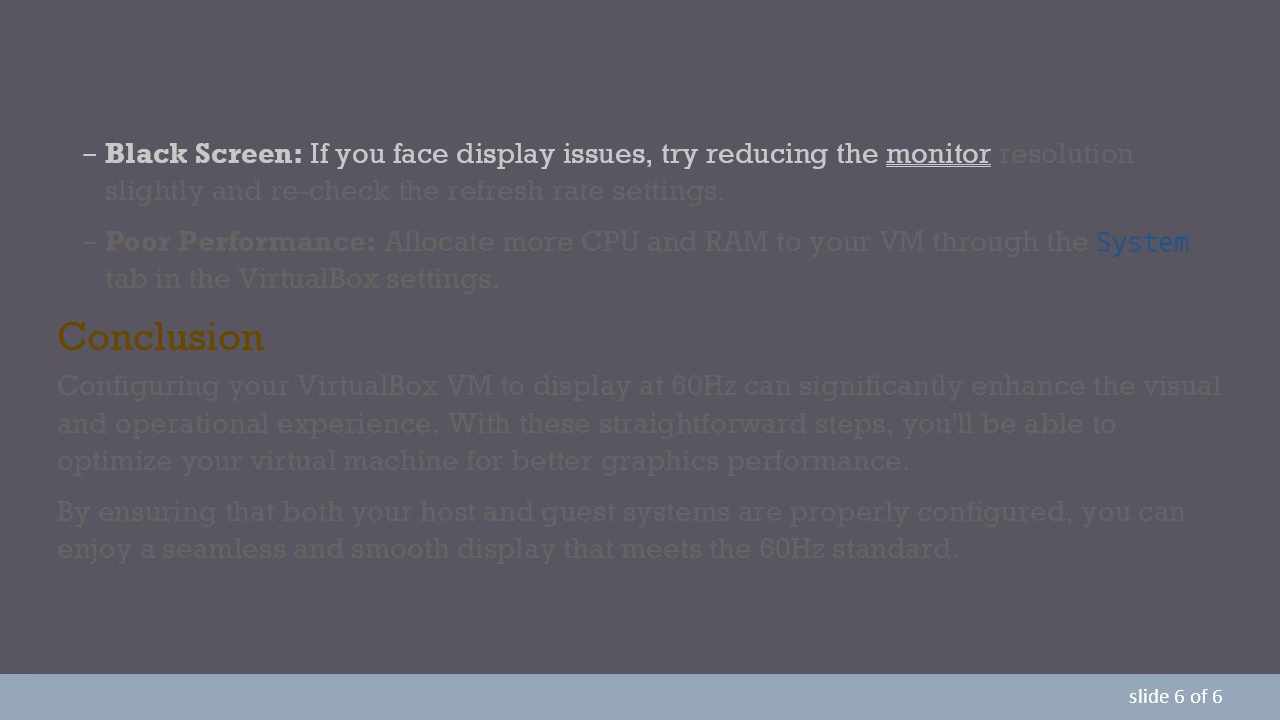 – Black Screen: If you face display issues, try reducing the monitor resolution
slightly and re-check the refresh rate settings.
– Poor Performance: Allocate more CPU and RAM to your VM through the System
tab in the VirtualBox settings.
Conclusion
Configuring your VirtualBox VM to display at 60Hz can significantly enhance the visual
and operational experience. With these straightforward steps, you'll be able to
optimize your virtual machine for better graphics performance.
By ensuring that both your host and guest systems are properly configured, you can
enjoy a seamless and smooth display that meets the 60Hz standard.
slide 6 of 6